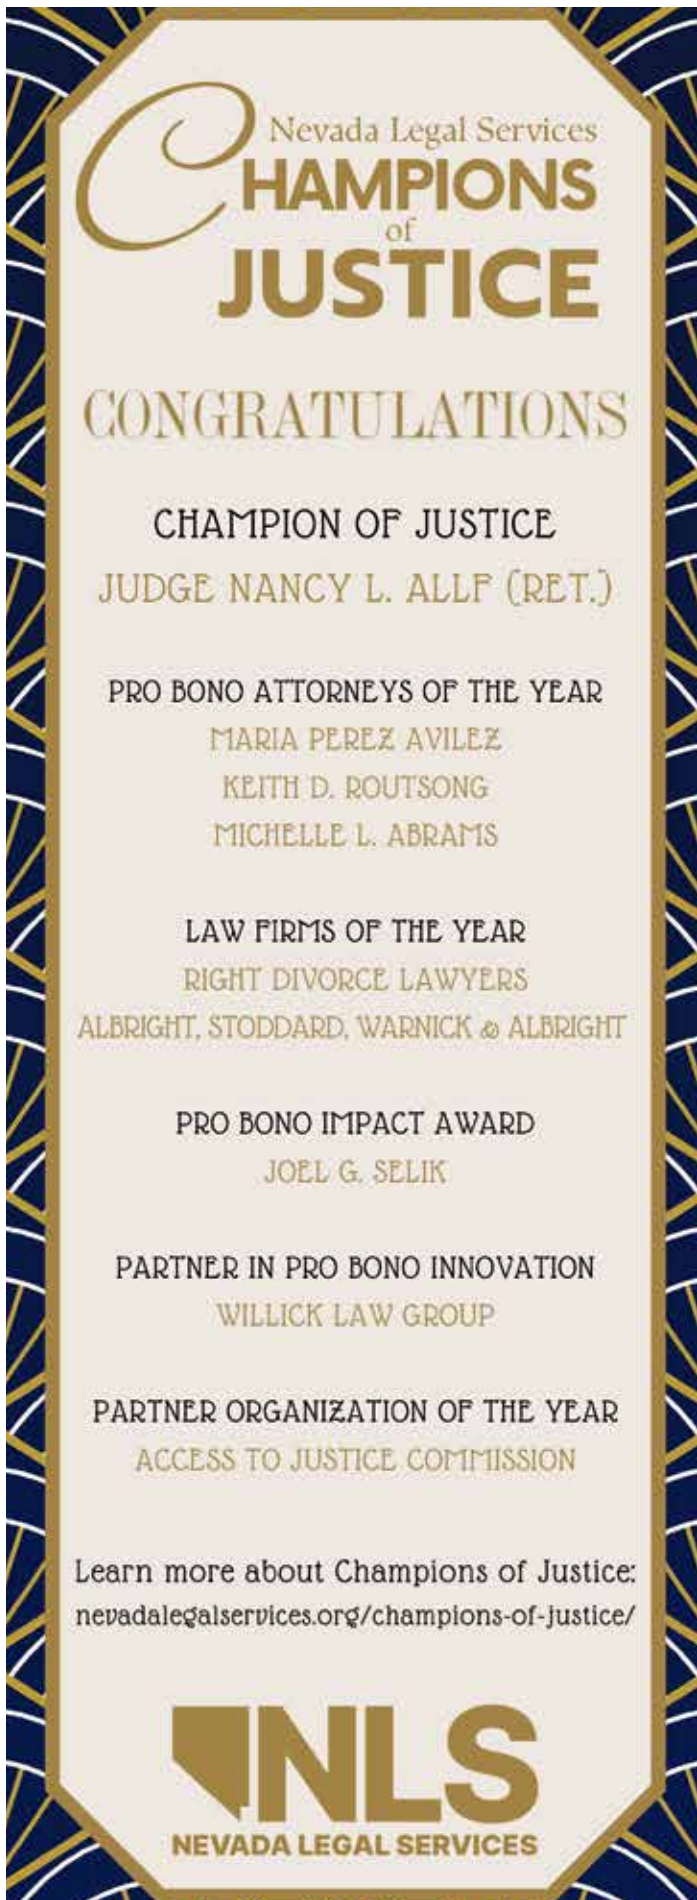 Nevada Legal Services
CHAMPIONS
of
JUSTICE
CONGRATULATIONS
CHAMPION OF JUSTICE
JUDGE NANCY L. ALLF (RET.)
PRO BONO ATTORNEYS OF THE YEAR
MARIA PEREZ AVILEZ
KEITH D. ROUTSONG
MICHELLE L. ABRAMS
LAW FIRMS OF THE YEAR
RIGHT DIVORCE LAWYERS
ALBRIGHT, STODDARD, WARNICK & ALBRIGHT
PRO BONO IMPACT AWARD
JOEL G. SELIK
PARTNER IN PRO BONO INNOVATION
WILLICK LAW GROUP
PARTNER ORGANIZATION OF THE YEAR
ACCESS TO JUSTICE COMMISSION
Learn more about Champions of Justice:
nevadalegalservices.org/champions-of-justice/
NLS
NEVADA LEGAL SERVICES